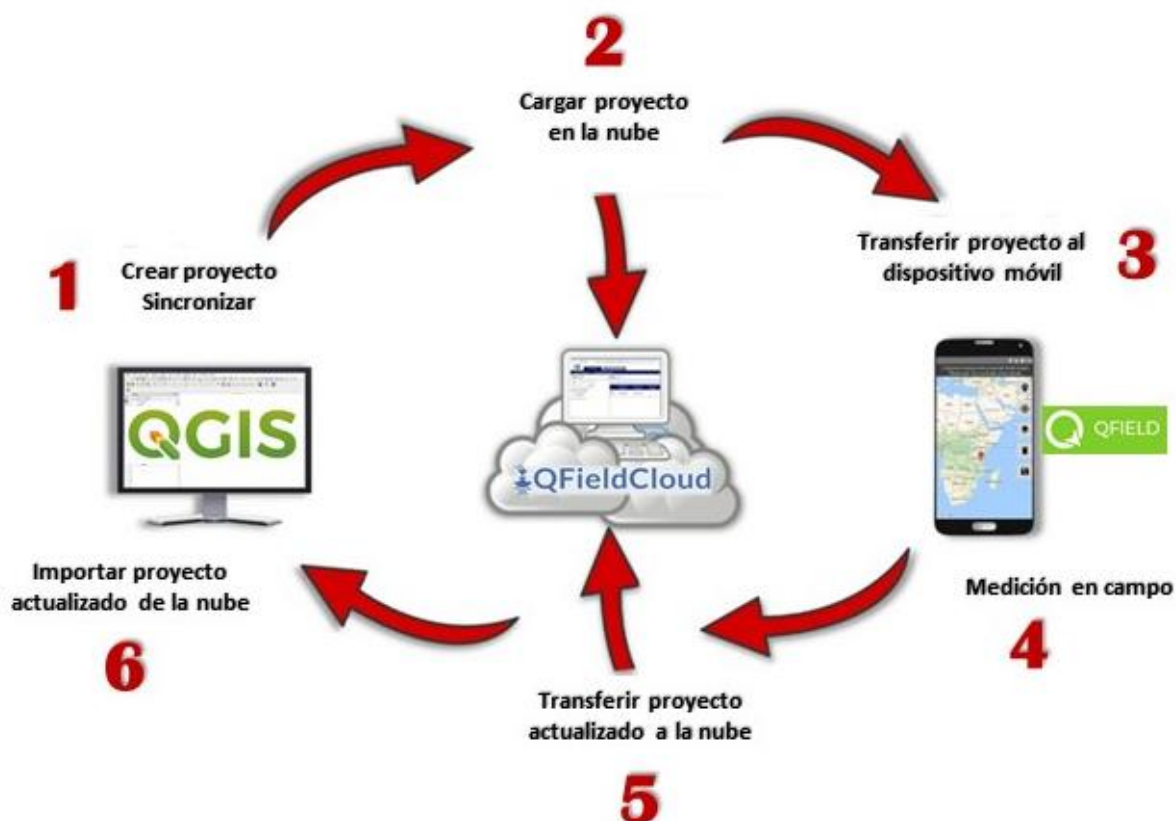 2
Cargar proyecto
en la nube
1
Crear proyecto
Sincronizar
Transferir proyecto al
dispositivo móvil
3
QGIS
QFieldCloud
QFIELD
Importar proyecto
actualizado de la nube
6
Medición en campo
4
Transferir proyecto
actualizado a la nube
5